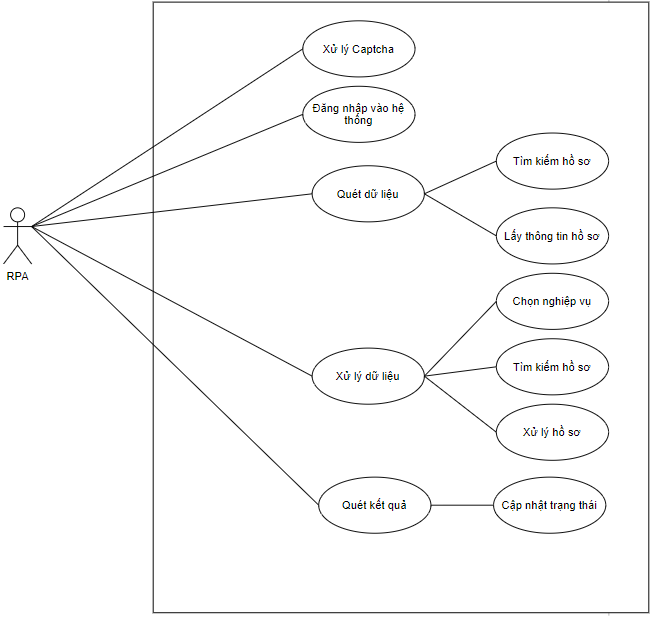 Xử lý Captcha
Đăng nhập vào hệ
thống
Tìm kiếm hồ sơ
Quét dữ liệu
Lấy thông tin hồ sơ
RPA
Chọn nghiệp vụ
Tìm kiếm hồ sơ
Xử lý dữ liệu
Xử lý hồ sơ
Quét kết quả
Cập nhật trạng thái